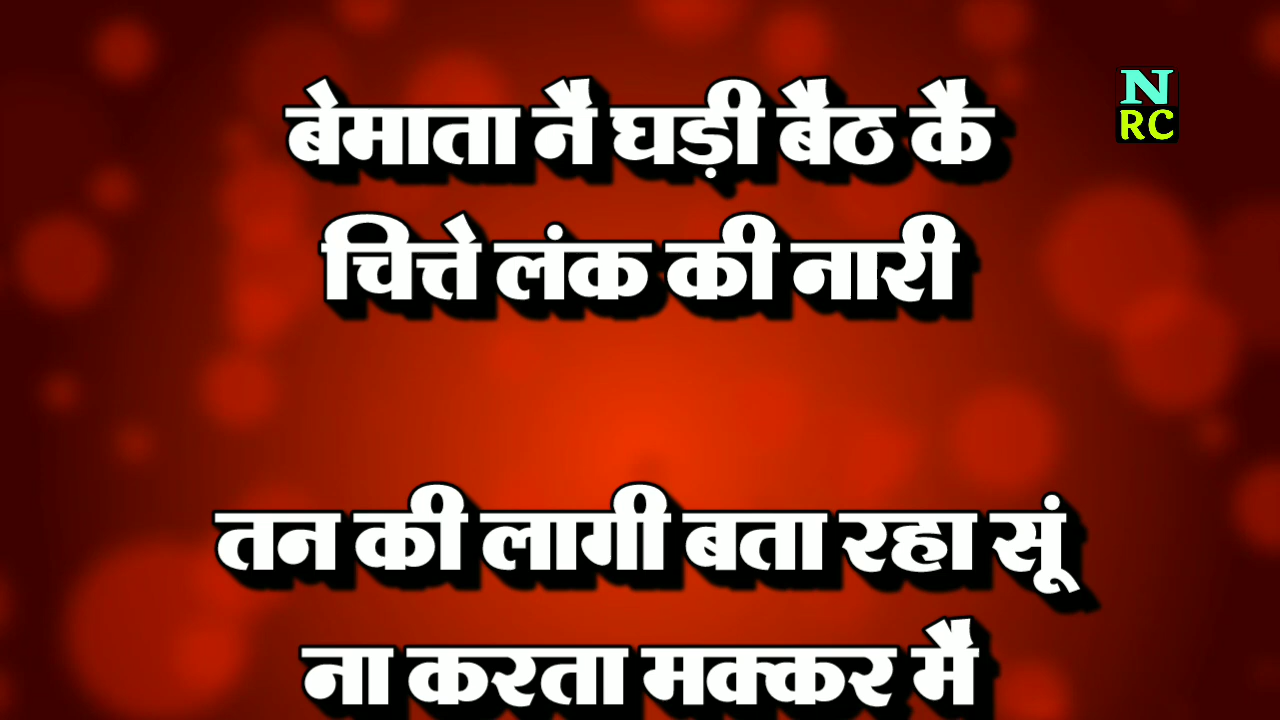 N
RC
बेमाता नै घड़ी बैठ कै
चित्ते लंक की नारी
तन की लागी बता रहा सूं
ना करता मक्कर मै